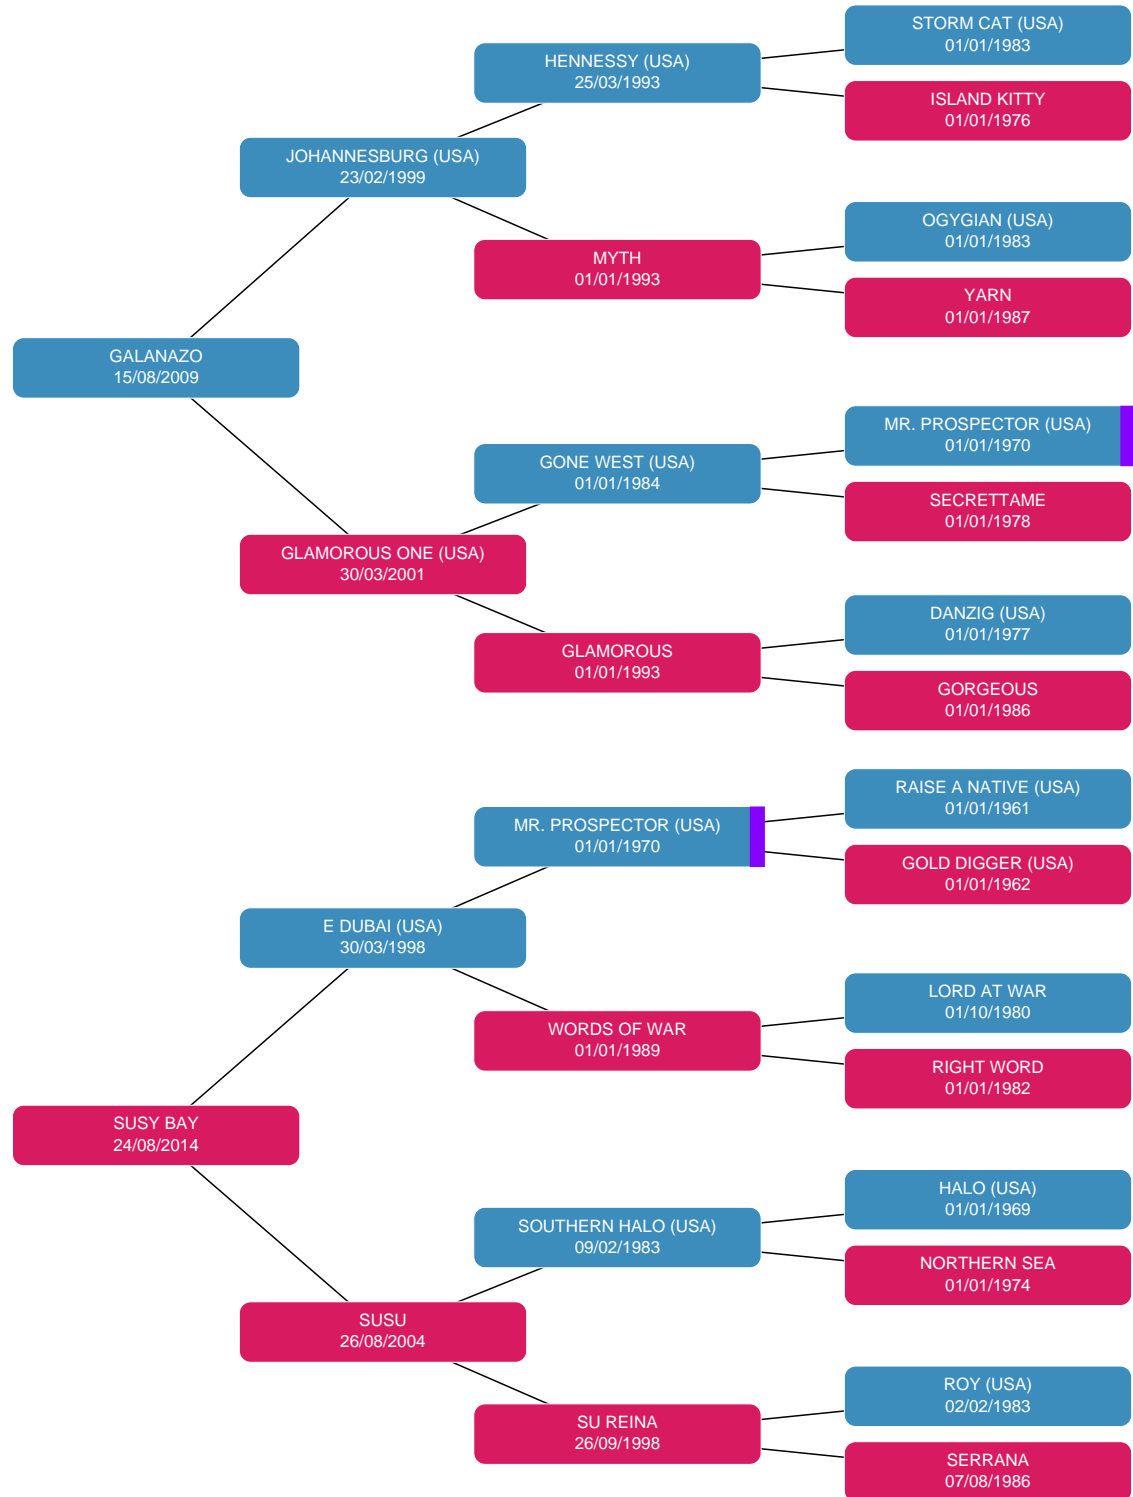 STORM CAT (USA)
01/01/1983
HENNESSY (USA)
25/03/1993
ISLAND KITTY
01/01/1976
JOHANNESBURG (USA)
23/02/1999
OGYGIAN (USA)
01/01/1983
MYTH
01/01/1993
YARN
01/01/1987
GALANAZO
15/08/2009
MR. PROSPECTOR (USA)
01/01/1970
GONE WEST (USA)
01/01/1984
SECRETTAME
01/01/1978
GLAMOROUS ONE (USA)
30/03/2001
DANZIG (USA)
01/01/1977
GLAMOROUS
01/01/1993
GORGEOUS
01/01/1986
RAISE A NATIVE (USA)
01/01/1961
MR. PROSPECTOR (USA)
01/01/1970
GOLD DIGGER (USA)
01/01/1962
E DUBAI (USA)
30/03/1998
LORD AT WAR
01/10/1980
WORDS OF WAR
01/01/1989
RIGHT WORD
01/01/1982
SUSY BAY
24/08/2014
HALO (USA)
01/01/1969
SOUTHERN HALO (USA)
09/02/1983
NORTHERN SEA
01/01/1974
SUSU
26/08/2004
ROY (USA)
02/02/1983
SU REINA
26/09/1998
SERRANA
07/08/1986